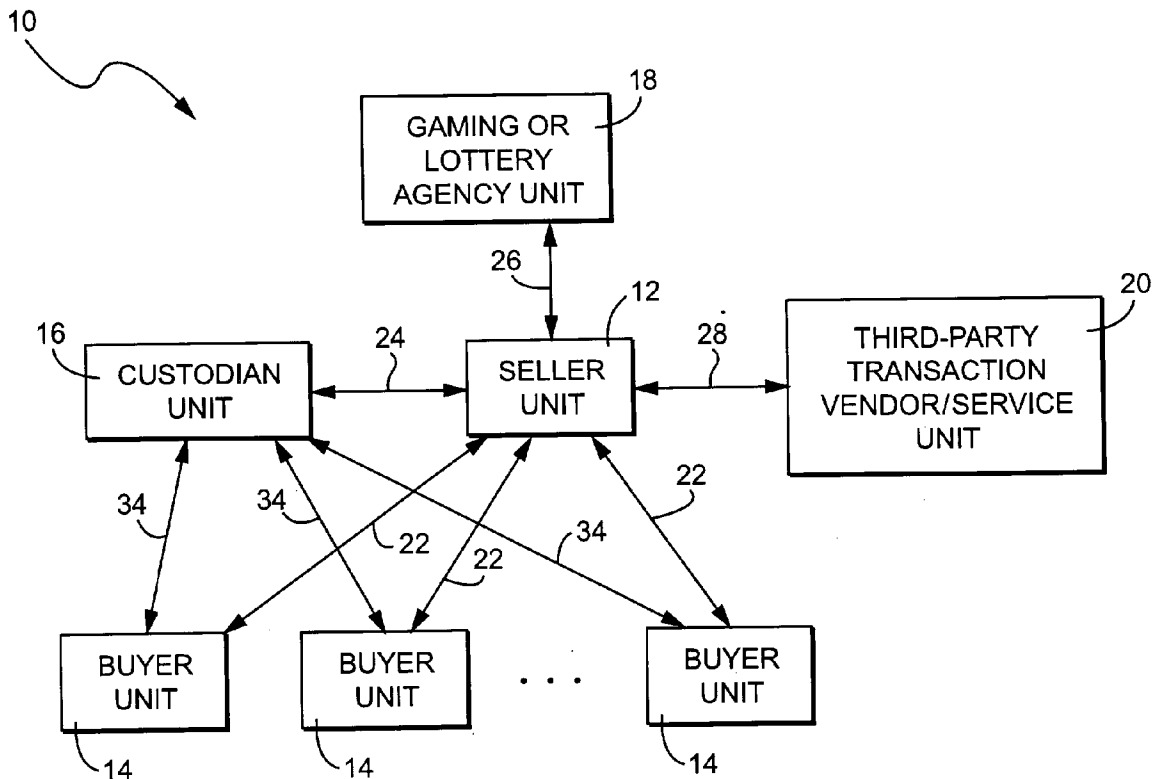 10
18
GAMING OR
LOTTERY
AGENCY UNIT
26
12
20
16
24
28
CUSTODIAN
UNIT
SELLER
UNIT
THIRD-PARTY
TRANSACTION
VENDOR/SERVICE
UNIT
34
34
22
22
34
22
BUYER
UNIT
BUYER
UNIT
. . .
BUYER
UNIT
14
14
14